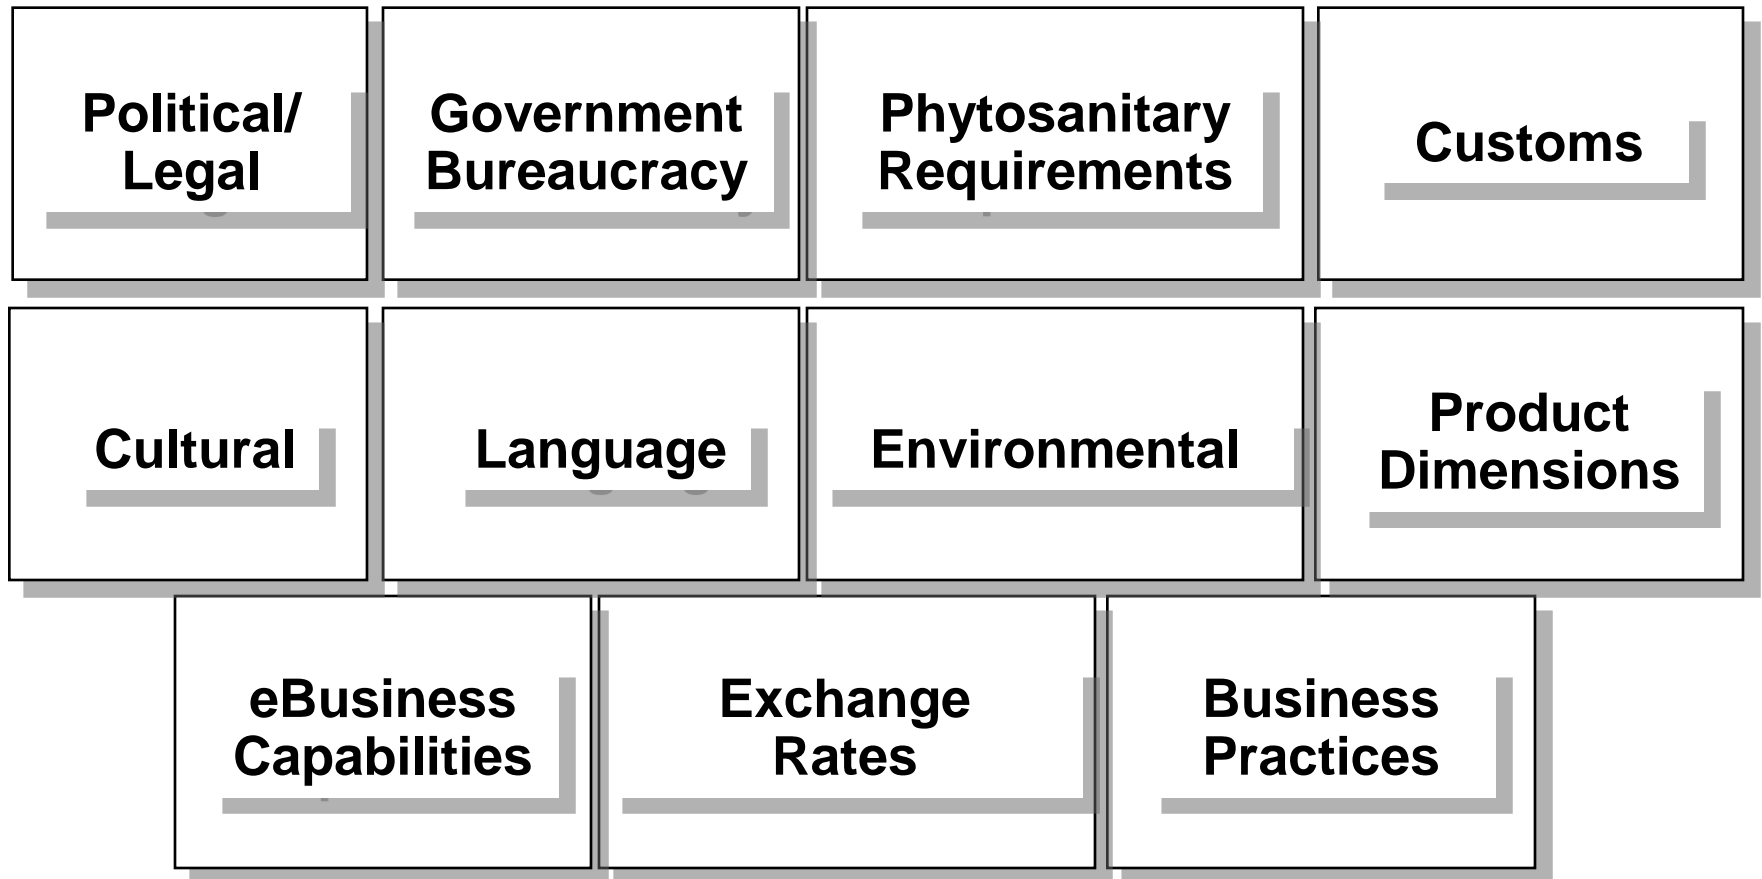 Political/
Legal
Government
Bureaucracy
Phytosanitary
Requirements
Customs
Cultural
Language
Environmental
Product
Dimensions
eBusiness
Capabilities
Exchange
Rates
Business
Practices